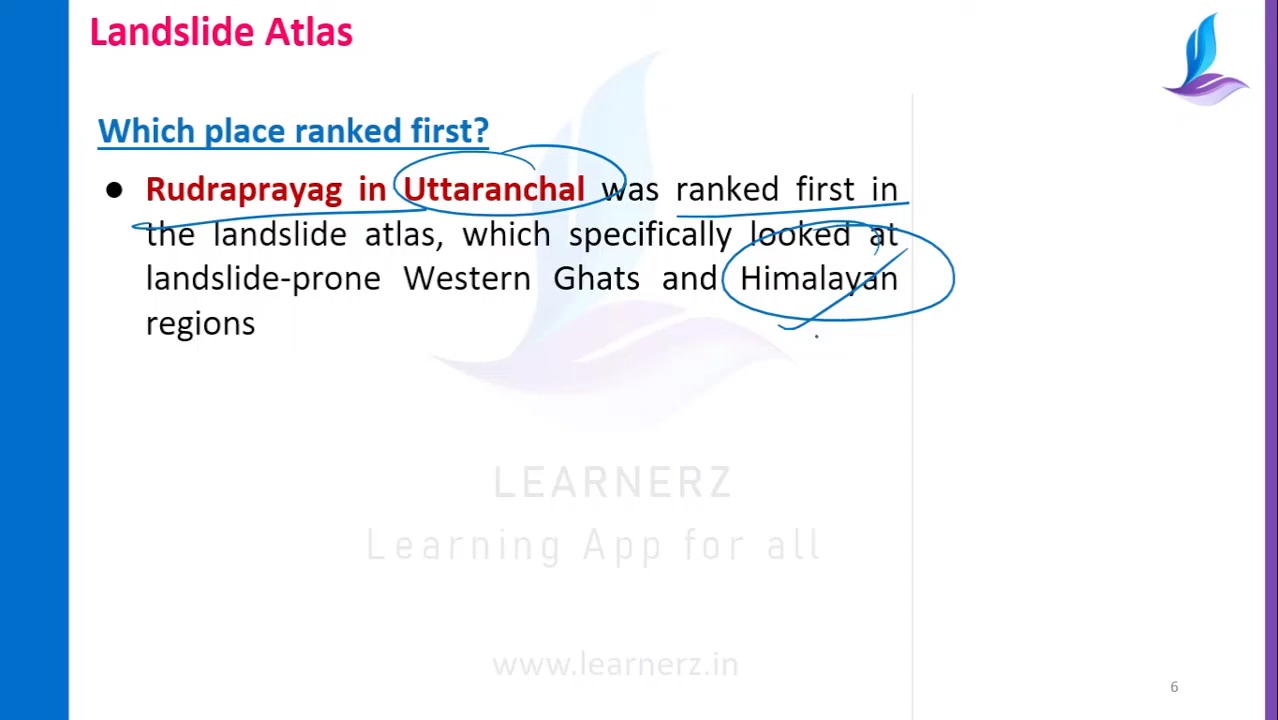 Landslide Atlas
Which place ranked first?
● Rudraprayag in Uttaranchal was ranked first in
the landslide atlas, which specifically looked at
landslide-prone Western Ghats and Himalayan
regions
LEARNERZ
Learning App for all
www.learnerz.in
6